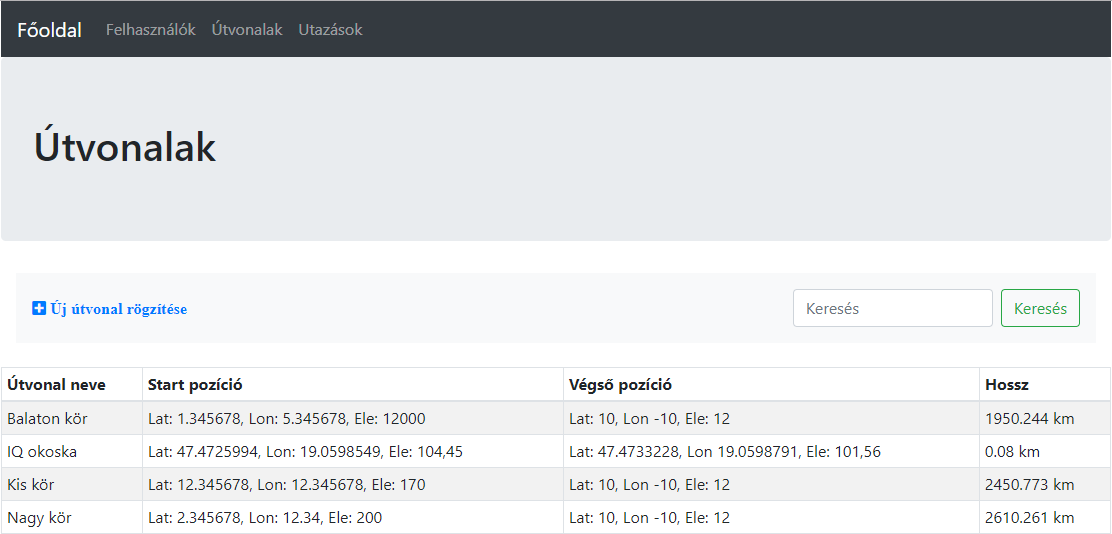 Főoldal Felhasználók Útvonalak Utazások
Útvonalak
Új útvonal rögzítése Keresés Keresés
Útvonal neve Start pozíció Végső pozíció Hossz
Balaton kör Lat: 1.345678, Lon: 5.345678, Ele: 12000 Lat: 10, Lon -10, Ele: 12 1950.244 km
IQ okoska Lat: 47.4725994, Lon: 19.0598549, Ele: 104,45 Lat: 47.4733228, Lon 19.0598791, Ele: 101,56 0.08 km
Kis kör Lat: 12.345678, Lon: 12.345678, Ele: 170 Lat: 10, Lon -10, Ele: 12 2450.773 km
Nagy kör Lat: 2.345678, Lon: 12.34, Ele: 200 Lat: 10, Lon -10, Ele: 12 2610.261 km